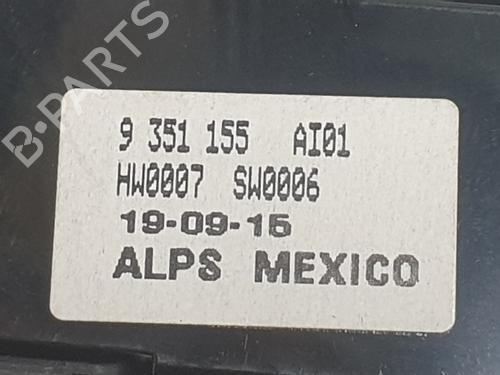 B-PARTS
9 351 155 AI01
HW0007 SW0006
19-09-15
ALPS MEXICO